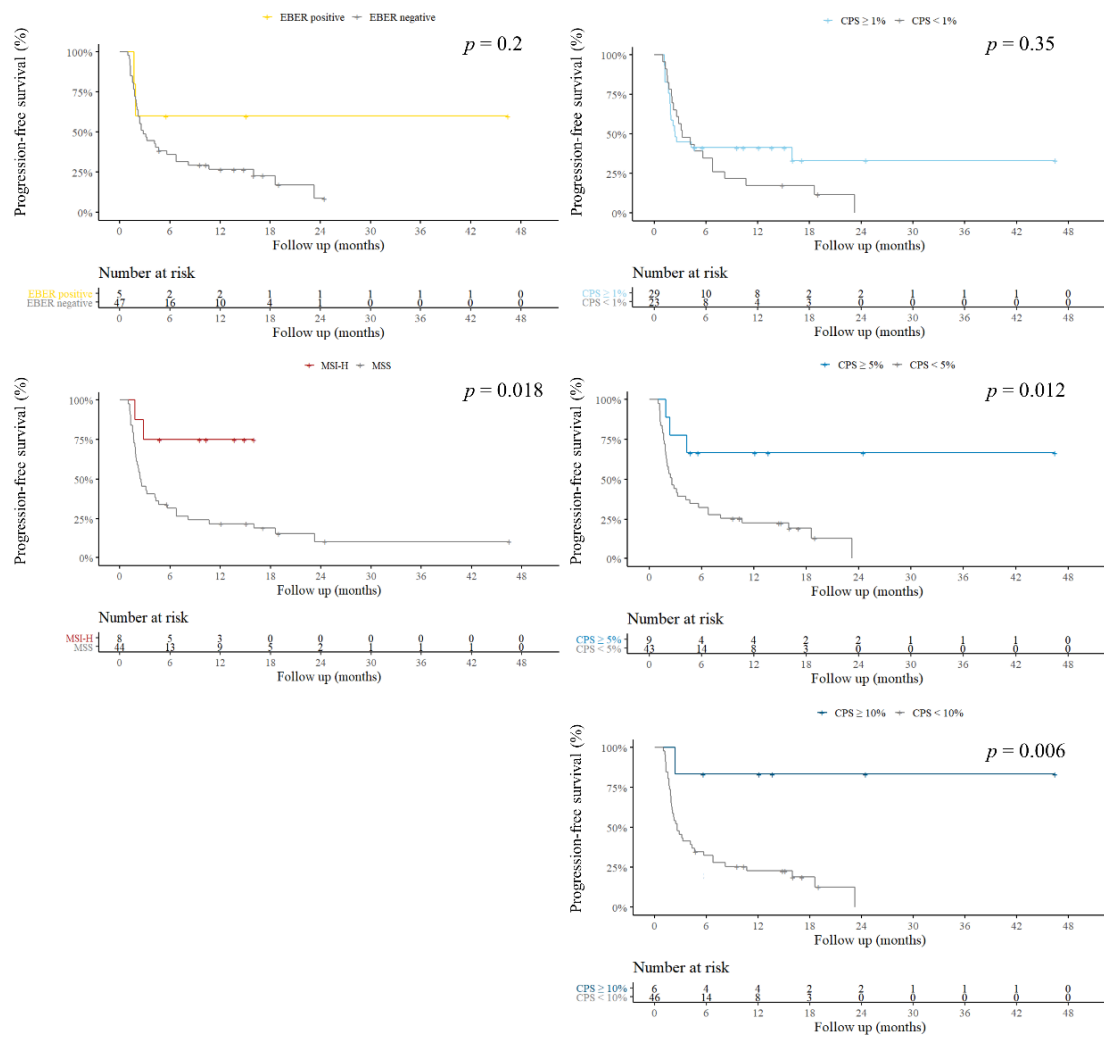 EBER positive EBER negative
p = 0.2
Progression-free survival (%)
100%
75%
50%
25%
0%
0 6 12 18 24 30 36 42 48
Follow up (months)
Number at risk
EBER positive 5 2 2 1 1 1 1 1 0
EBER negative 47 16 10 4 1 0 0 0 0
0 6 12 18 24 30 36 42 48
Follow up (months)
CPS ≥ 1% CPS < 1%
p = 0.35
Progression-free survival (%)
100%
75%
50%
25%
0%
0 6 12 18 24 30 36 42 48
Follow up (months)
Number at risk
CPS ≥ 1% 29 10 8 2 2 1 1 1 0
CPS < 1% 23 8 4 3 0 0 0 0 0
0 6 12 18 24 30 36 42 48
Follow up (months)
MSI-H MSS
p = 0.018
Progression-free survival (%)
100%
75%
50%
25%
0%
0 6 12 18 24 30 36 42 48
Follow up (months)
Number at risk
MSI-H 8 5 3 0 0 0 0 0 0
MSS 44 13 9 5 2 1 1 1 0
0 6 12 18 24 30 36 42 48
Follow up (months)
CPS ≥ 5% CPS < 5%
p = 0.012
Progression-free survival (%)
100%
75%
50%
25%
0%
0 6 12 18 24 30 36 42 48
Follow up (months)
Number at risk
CPS ≥ 5% 9 4 4 2 2 1 1 1 0
CPS < 5% 43 14 8 3 0 0 0 0 0
0 6 12 18 24 30 36 42 48
Follow up (months)
CPS ≥ 10% CPS < 10%
p = 0.006
Progression-free survival (%)
100%
75%
50%
25%
0%
0 6 12 18 24 30 36 42 48
Follow up (months)
Number at risk
CPS ≥ 10% 6 4 4 2 2 1 1 1 0
CPS < 10% 46 14 8 3 0 0 0 0 0
0 6 12 18 24 30 36 42 48
Follow up (months)